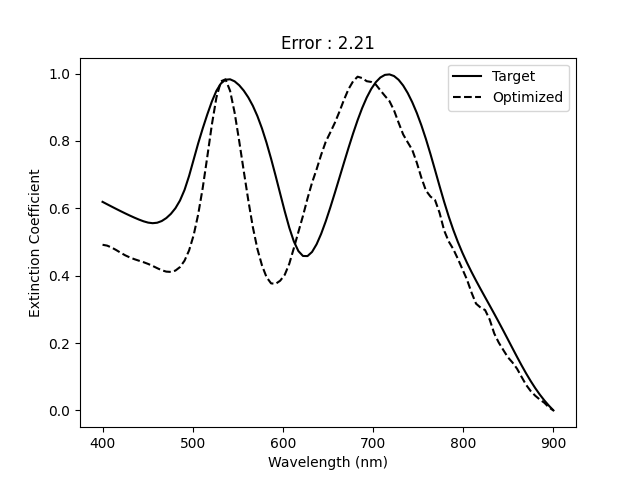 Error : 2.21
Target
Optimized
Extinction Coefficient
1.0
0.8
0.6
0.4
0.2
0.0
400 500 600 700 800 900
Wavelength (nm)